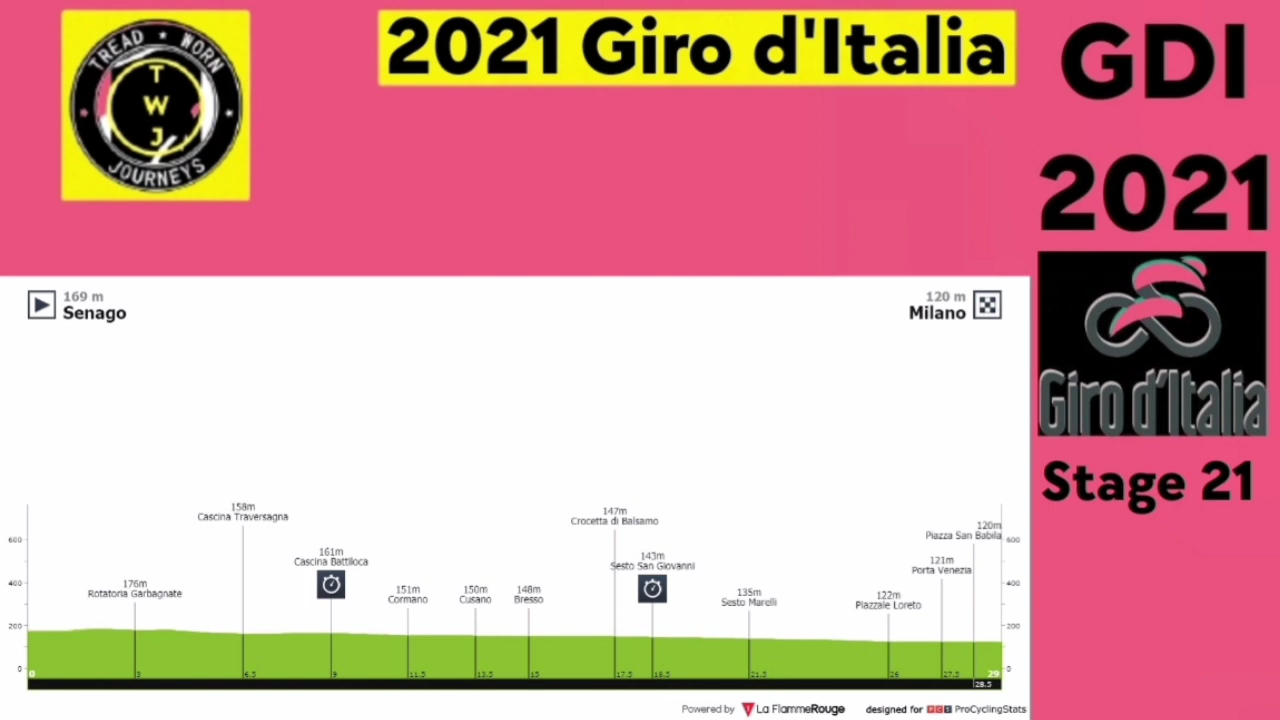 TREAD ★ WORN
T
W
J
JOURNEYS
2021 Giro d'Italia
GDI
2021
Giro d'Italia
Stage 21
169 m
Senago
120 m
Milano
158m
Cascina Traversagna
147m
Crocetta di Balsamo
120m
Piazza San Babila
161m
Cascina Battiloca
143m
Sesto San Giovanni
121m
Porta Venezia
176m
Rotatoria Garbagnate
151m
Cormano
150m
Cusano
148m
Bresso
135m
Sesto Marelli
122m
Piazzale Loreto
600
400
200
0
600
400
200
0
0 3 6.5 9 11.5 13.5 15 17.5 18.5 21.5 26 27.5 29
28.5
Powered by La FlammeRouge designed for PCS ProCyclingStats